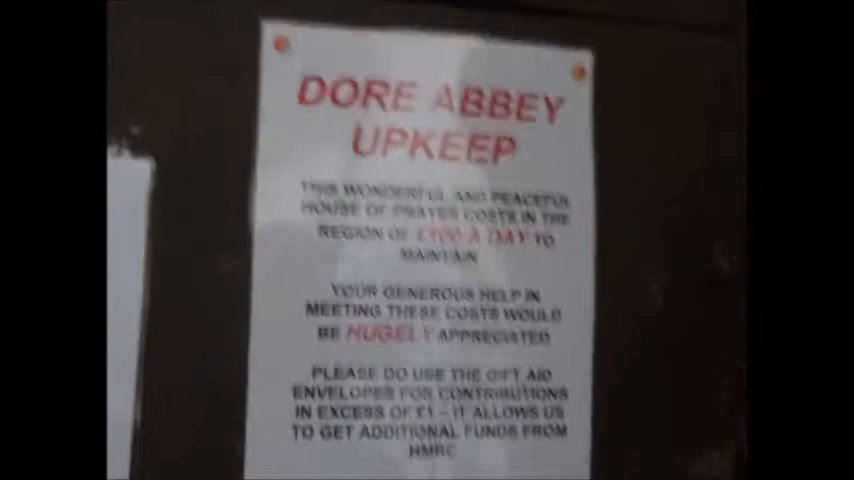 DORE ABBEY
UPKEEP
THIS WONDERFUL AND PEACEFUL
HOUSE OF PRAYER COSTS IN THE
REGION OF £100 A DAY TO
MAINTAIN
YOUR GENEROUS HELP IN
MEETING THESE COSTS WOULD
BE HUGELY APPRECIATED
PLEASE DO USE THE GIFT AID
ENVELOPES FOR CONTRIBUTIONS
IN EXCESS OF £1 – IT ALLOWS US
TO GET ADDITIONAL FUNDS FROM
HMRC